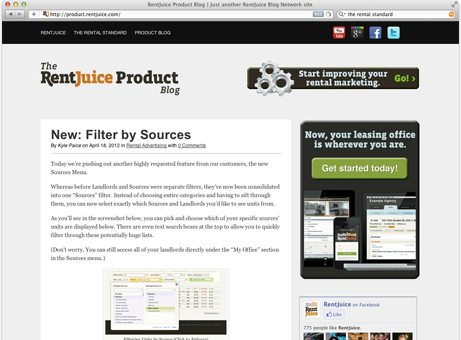 RentJuice Product Blog | Just another RentJuice Blog Network site
http://product.rentjuice.com/
the rental standard
RENTJUICE THE RENTAL STANDARD PRODUCT BLOG
The
RentJuice Product
Blog
Start improving your
rental marketing.
Go! ›
New: Filter by Sources
By Kyle Paice on April 18, 2012 in Rental Advertising with 0 Comments
Today we're pushing out another highly requested feature from our customers, the new
Sources Menu.
Whereas before Landlords and Sources were separate filters, they've now been consolidated
into one "Sources" filter. Instead of choosing entire categories and having to sift through
them, you can now select exactly which Sources and Landlords you'd like to see units from.
As you'll see in the screenshot below, you can pick and choose which of your specific sources'
units are displayed below. There are even text search boxes at the top to allow you to quickly
filter through these potentially huge lists.
(Don't worry, You can still access all of your landlords directly under the "My Office" section
in the Sources menu.)
Filtering Units by Sources (Click to Enlarge)
Now, your leasing office
is wherever you are.
Get started today!
Example Agency
RentJuice on Facebook
Like
775 people like RentJuice.